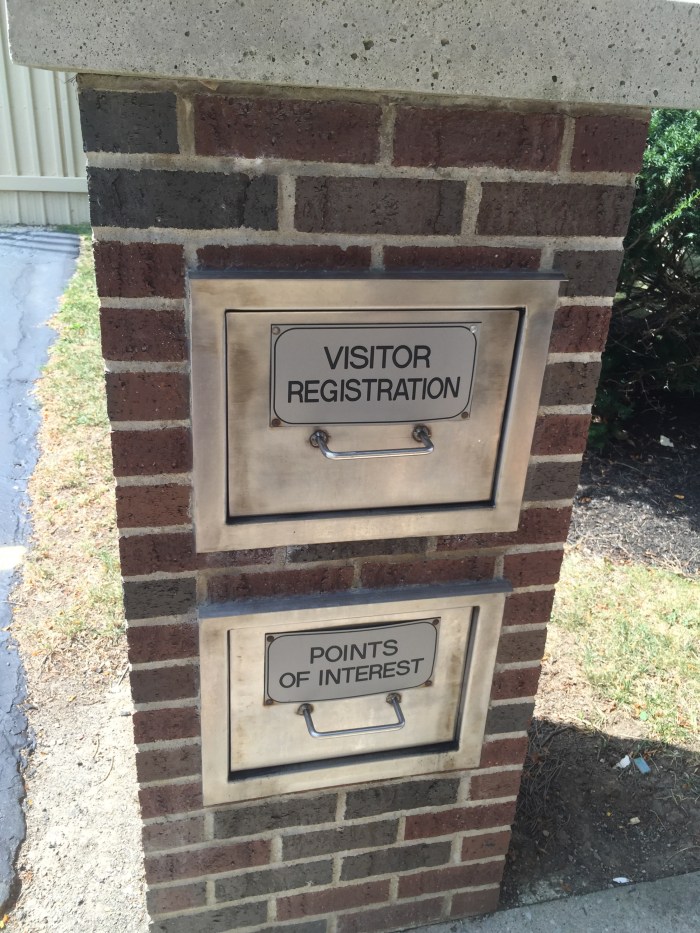 VISITOR
REGISTRATION
POINTS
OF INTEREST